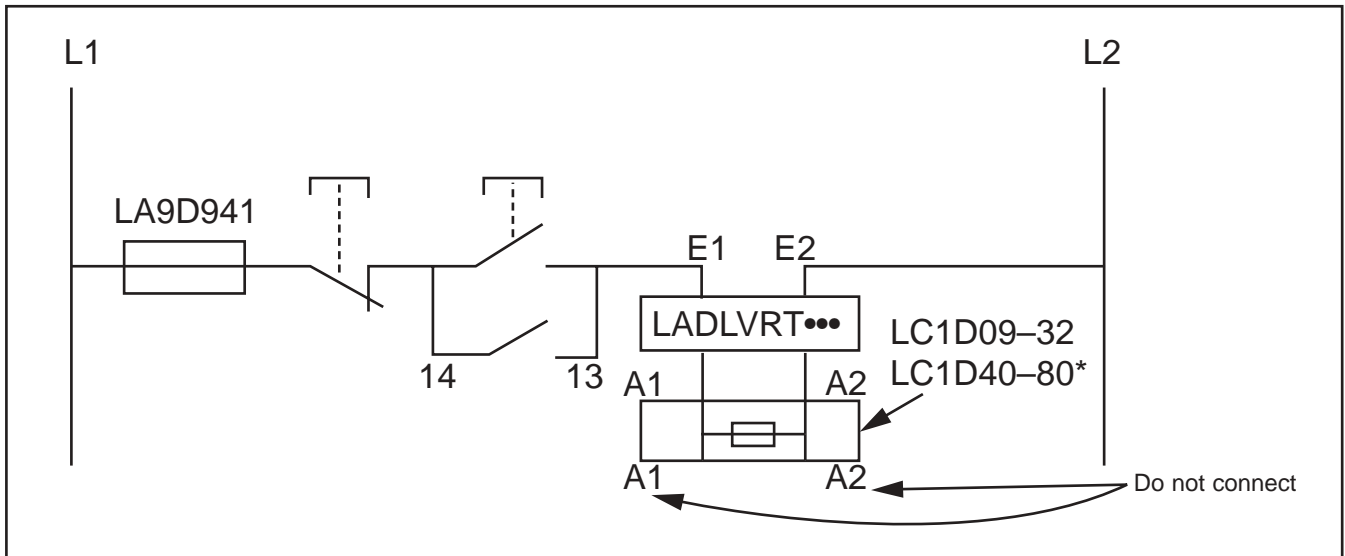 L1
L2
LA9D941
E1
E2
LADLVRT•••
LC1D09–32
LC1D40–80*
14
13
A1
A2
A1
A2
Do not connect